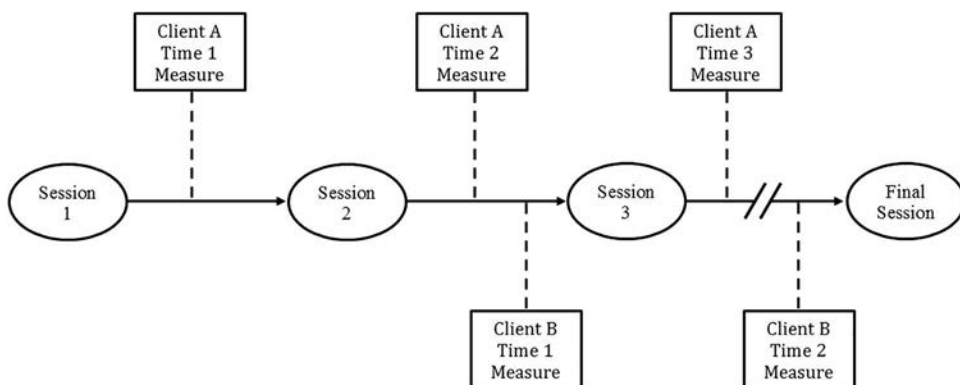 Client A
Time 1
Measure
Client A
Time 2
Measure
Client A
Time 3
Measure
Session
1
Session
2
Session
3
Final
Session
Client B
Time 1
Measure
Client B
Time 2
Measure